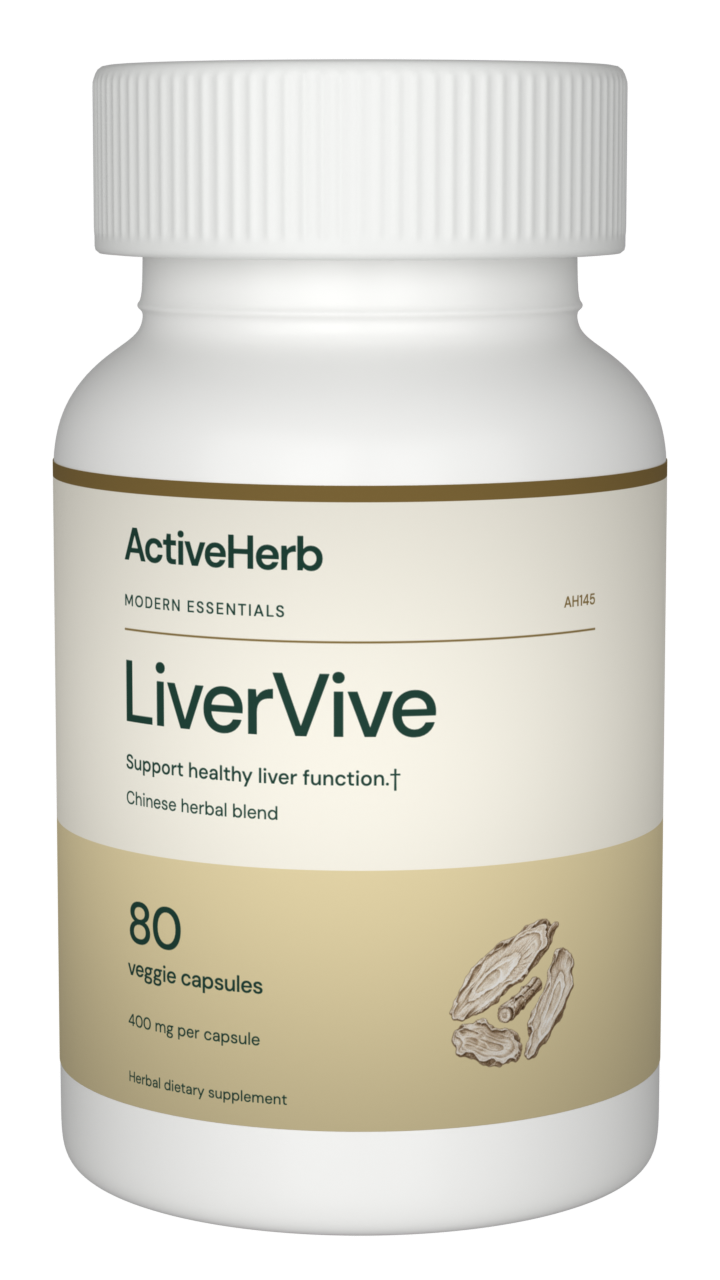 ActiveHerb
MODERN ESSENTIALS
AH145
LiverVive
Support healthy liver function.†
Chinese herbal blend
80
veggie capsules
400 mg per capsule
Herbal dietary supplement